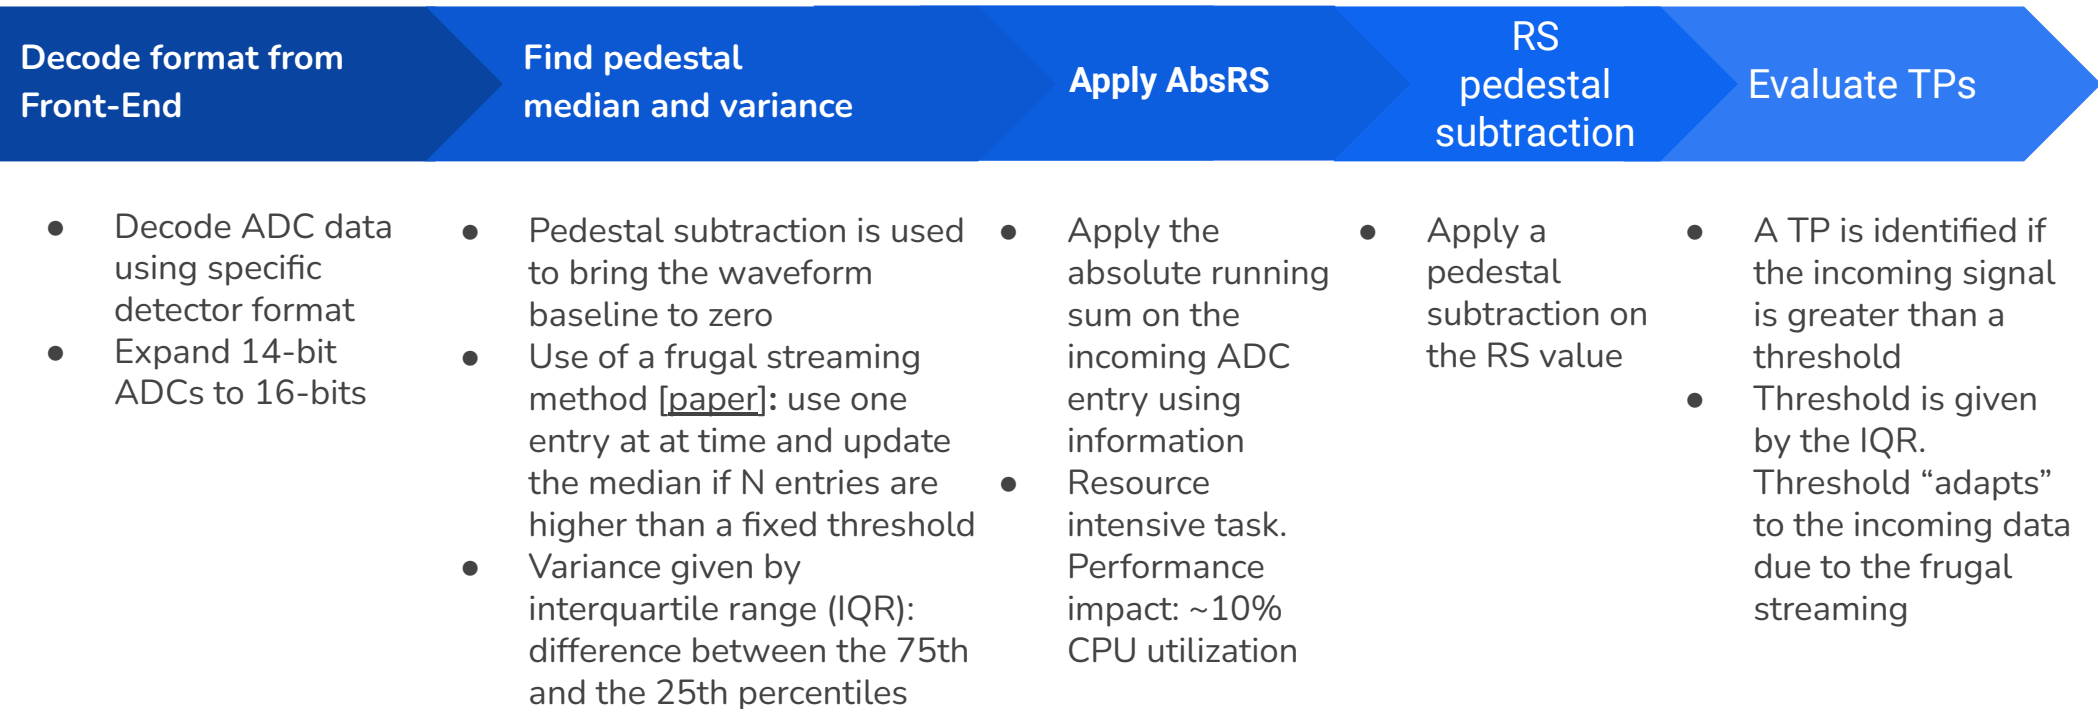 Decode format from
Front-End
Find pedestal
median and variance
Apply AbsRS
RS
pedestal
subtraction
Evaluate TPs
● Decode ADC data
using specific
detector format
● Expand 14-bit
ADCs to 16-bits
● Pedestal subtraction is used
to bring the waveform
baseline to zero
● Use of a frugal streaming
method [paper]: use one
entry at at time and update
the median if N entries are
higher than a fixed threshold
● Variance given by
interquartile range (IQR):
difference between the 75th
and the 25th percentiles
● Apply the
absolute running
sum on the
incoming ADC
entry using
information
● Resource
intensive task.
Performance
impact: ~10%
CPU utilization
● Apply a
pedestal
subtraction on
the RS value
● A TP is identified if
the incoming signal
is greater than a
threshold
● Threshold is given
by the IQR.
Threshold “adapts”
to the incoming data
due to the frugal
streaming